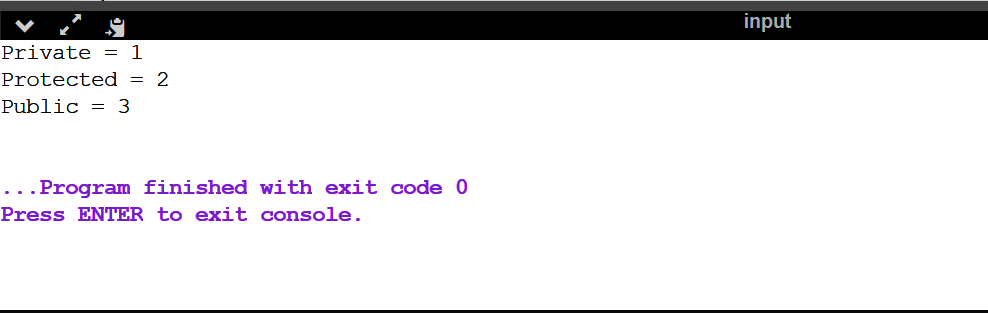 input
Private = 1
Protected = 2
Public = 3
...Program finished with exit code 0
Press ENTER to exit console.